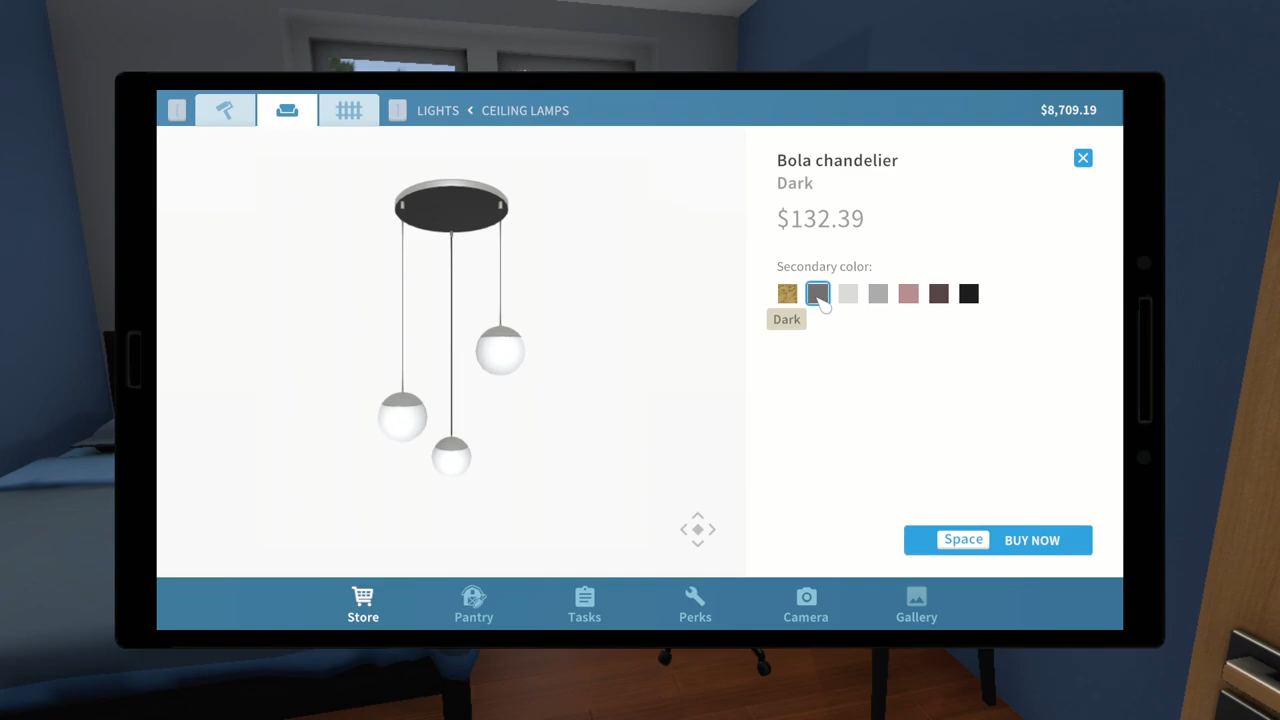 LIGHTS < CEILING LAMPS
$8,709.19
Bola chandelier
Dark
$132.39
Secondary color:
Dark
Space BUY NOW
Store
Pantry
Tasks
Perks
Camera
Gallery